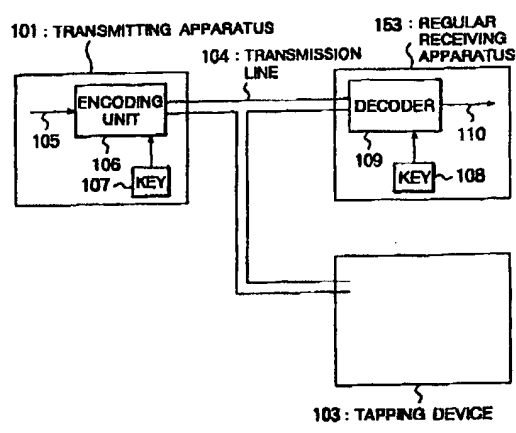 101 : TRANSMITTING APPARATUS
153 : REGULAR
RECEIVING
APPARATUS
104 : TRANSMISSION
LINE
ENCODING
UNIT
105
106
107
KEY
DECODER
109
110
KEY
108
103 : TAPPING DEVICE